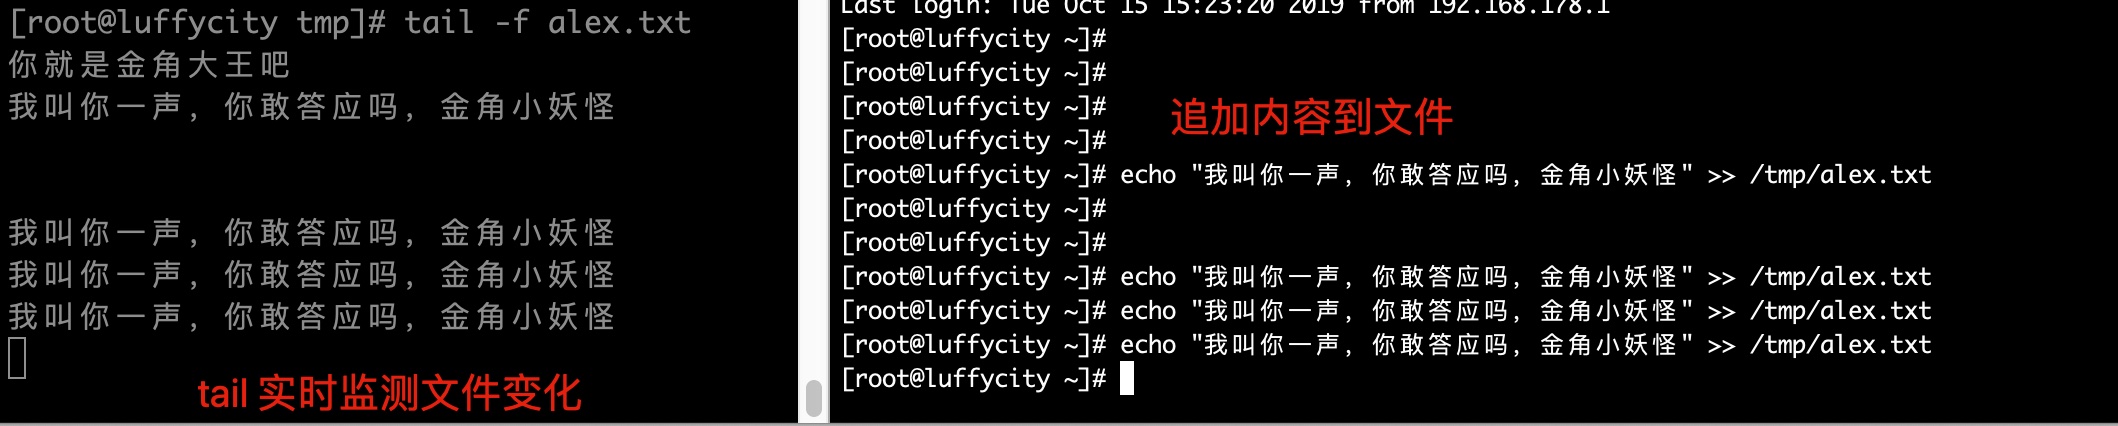 [root@luffycity tmp]# tail -f alex.txt
你就是金角大王吧
我叫你一声，你敢答应吗，金角小妖怪
我叫你一声，你敢答应吗，金角小妖怪
我叫你一声，你敢答应吗，金角小妖怪
我叫你一声，你敢答应吗，金角小妖怪
tail 实时监测文件变化
Last login: Tue Oct 15 15:23:20 2019 from 192.168.178.1
[root@luffycity ~]#
[root@luffycity ~]#
[root@luffycity ~]#
追加内容到文件
[root@luffycity ~]#
[root@luffycity ~]# echo "我叫你一声，你敢答应吗，金角小妖怪" >> /tmp/alex.txt
[root@luffycity ~]#
[root@luffycity ~]#
[root@luffycity ~]# echo "我叫你一声，你敢答应吗，金角小妖怪" >> /tmp/alex.txt
[root@luffycity ~]# echo "我叫你一声，你敢答应吗，金角小妖怪" >> /tmp/alex.txt
[root@luffycity ~]# echo "我叫你一声，你敢答应吗，金角小妖怪" >> /tmp/alex.txt
[root@luffycity ~]#